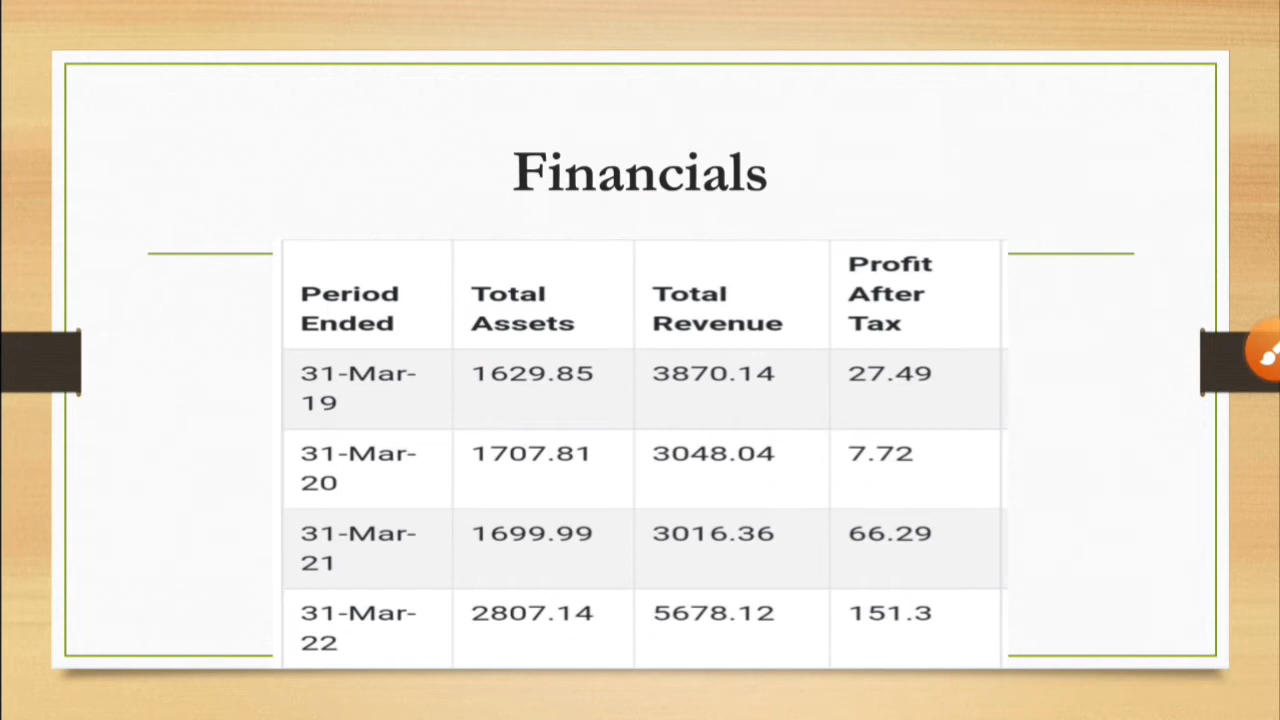 Financials
Period Ended Total Assets Total Revenue Profit After Tax
31-Mar-19 1629.85 3870.14 27.49
31-Mar-20 1707.81 3048.04 7.72
31-Mar-21 1699.99 3016.36 66.29
31-Mar-22 2807.14 5678.12 151.3